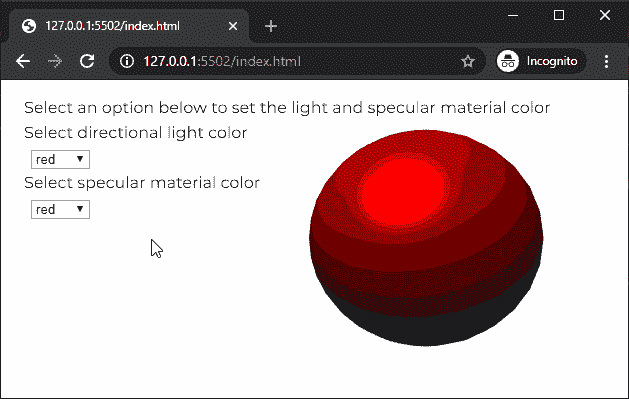 127.0.0.1:5502/index.html
127.0.0.1:5502/index.html
Incognito
Select an option below to set the light and specular material color
Select directional light color
red
Select specular material color
red